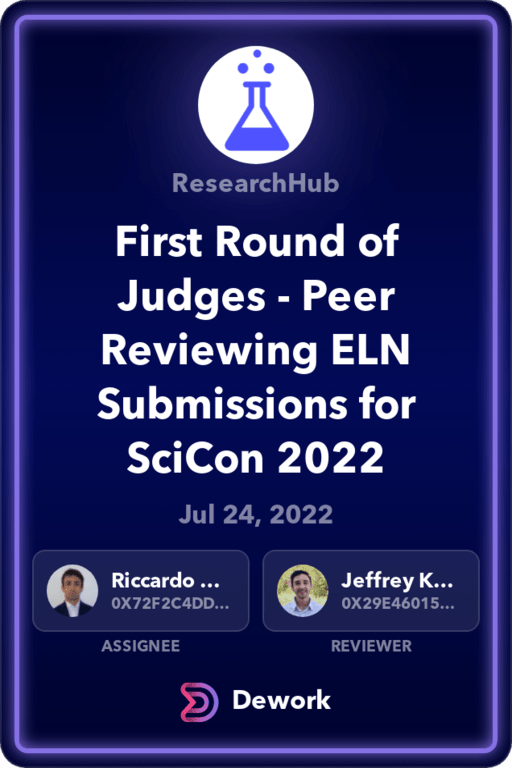 ResearchHub
First Round of
Judges - Peer
Reviewing ELN
Submissions for
SciCon 2022
Jul 24, 2022
Riccardo ...
0X72F2C4DD...
ASSIGNEE
Jeffrey K...
0X29E46015...
REVIEWER
Dework